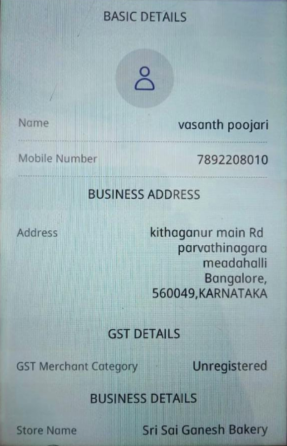 BASIC DETAILS
Name vasanth poojari
Mobile Number 7892208010
BUSINESS ADDRESS
Address kithaganur main Rd
parvathinagara
meadahalli
Bangalore,
560049,KARNATAKA
GST DETAILS
GST Merchant Category Unregistered
BUSINESS DETAILS
Store Name Sri Sai Ganesh Bakery